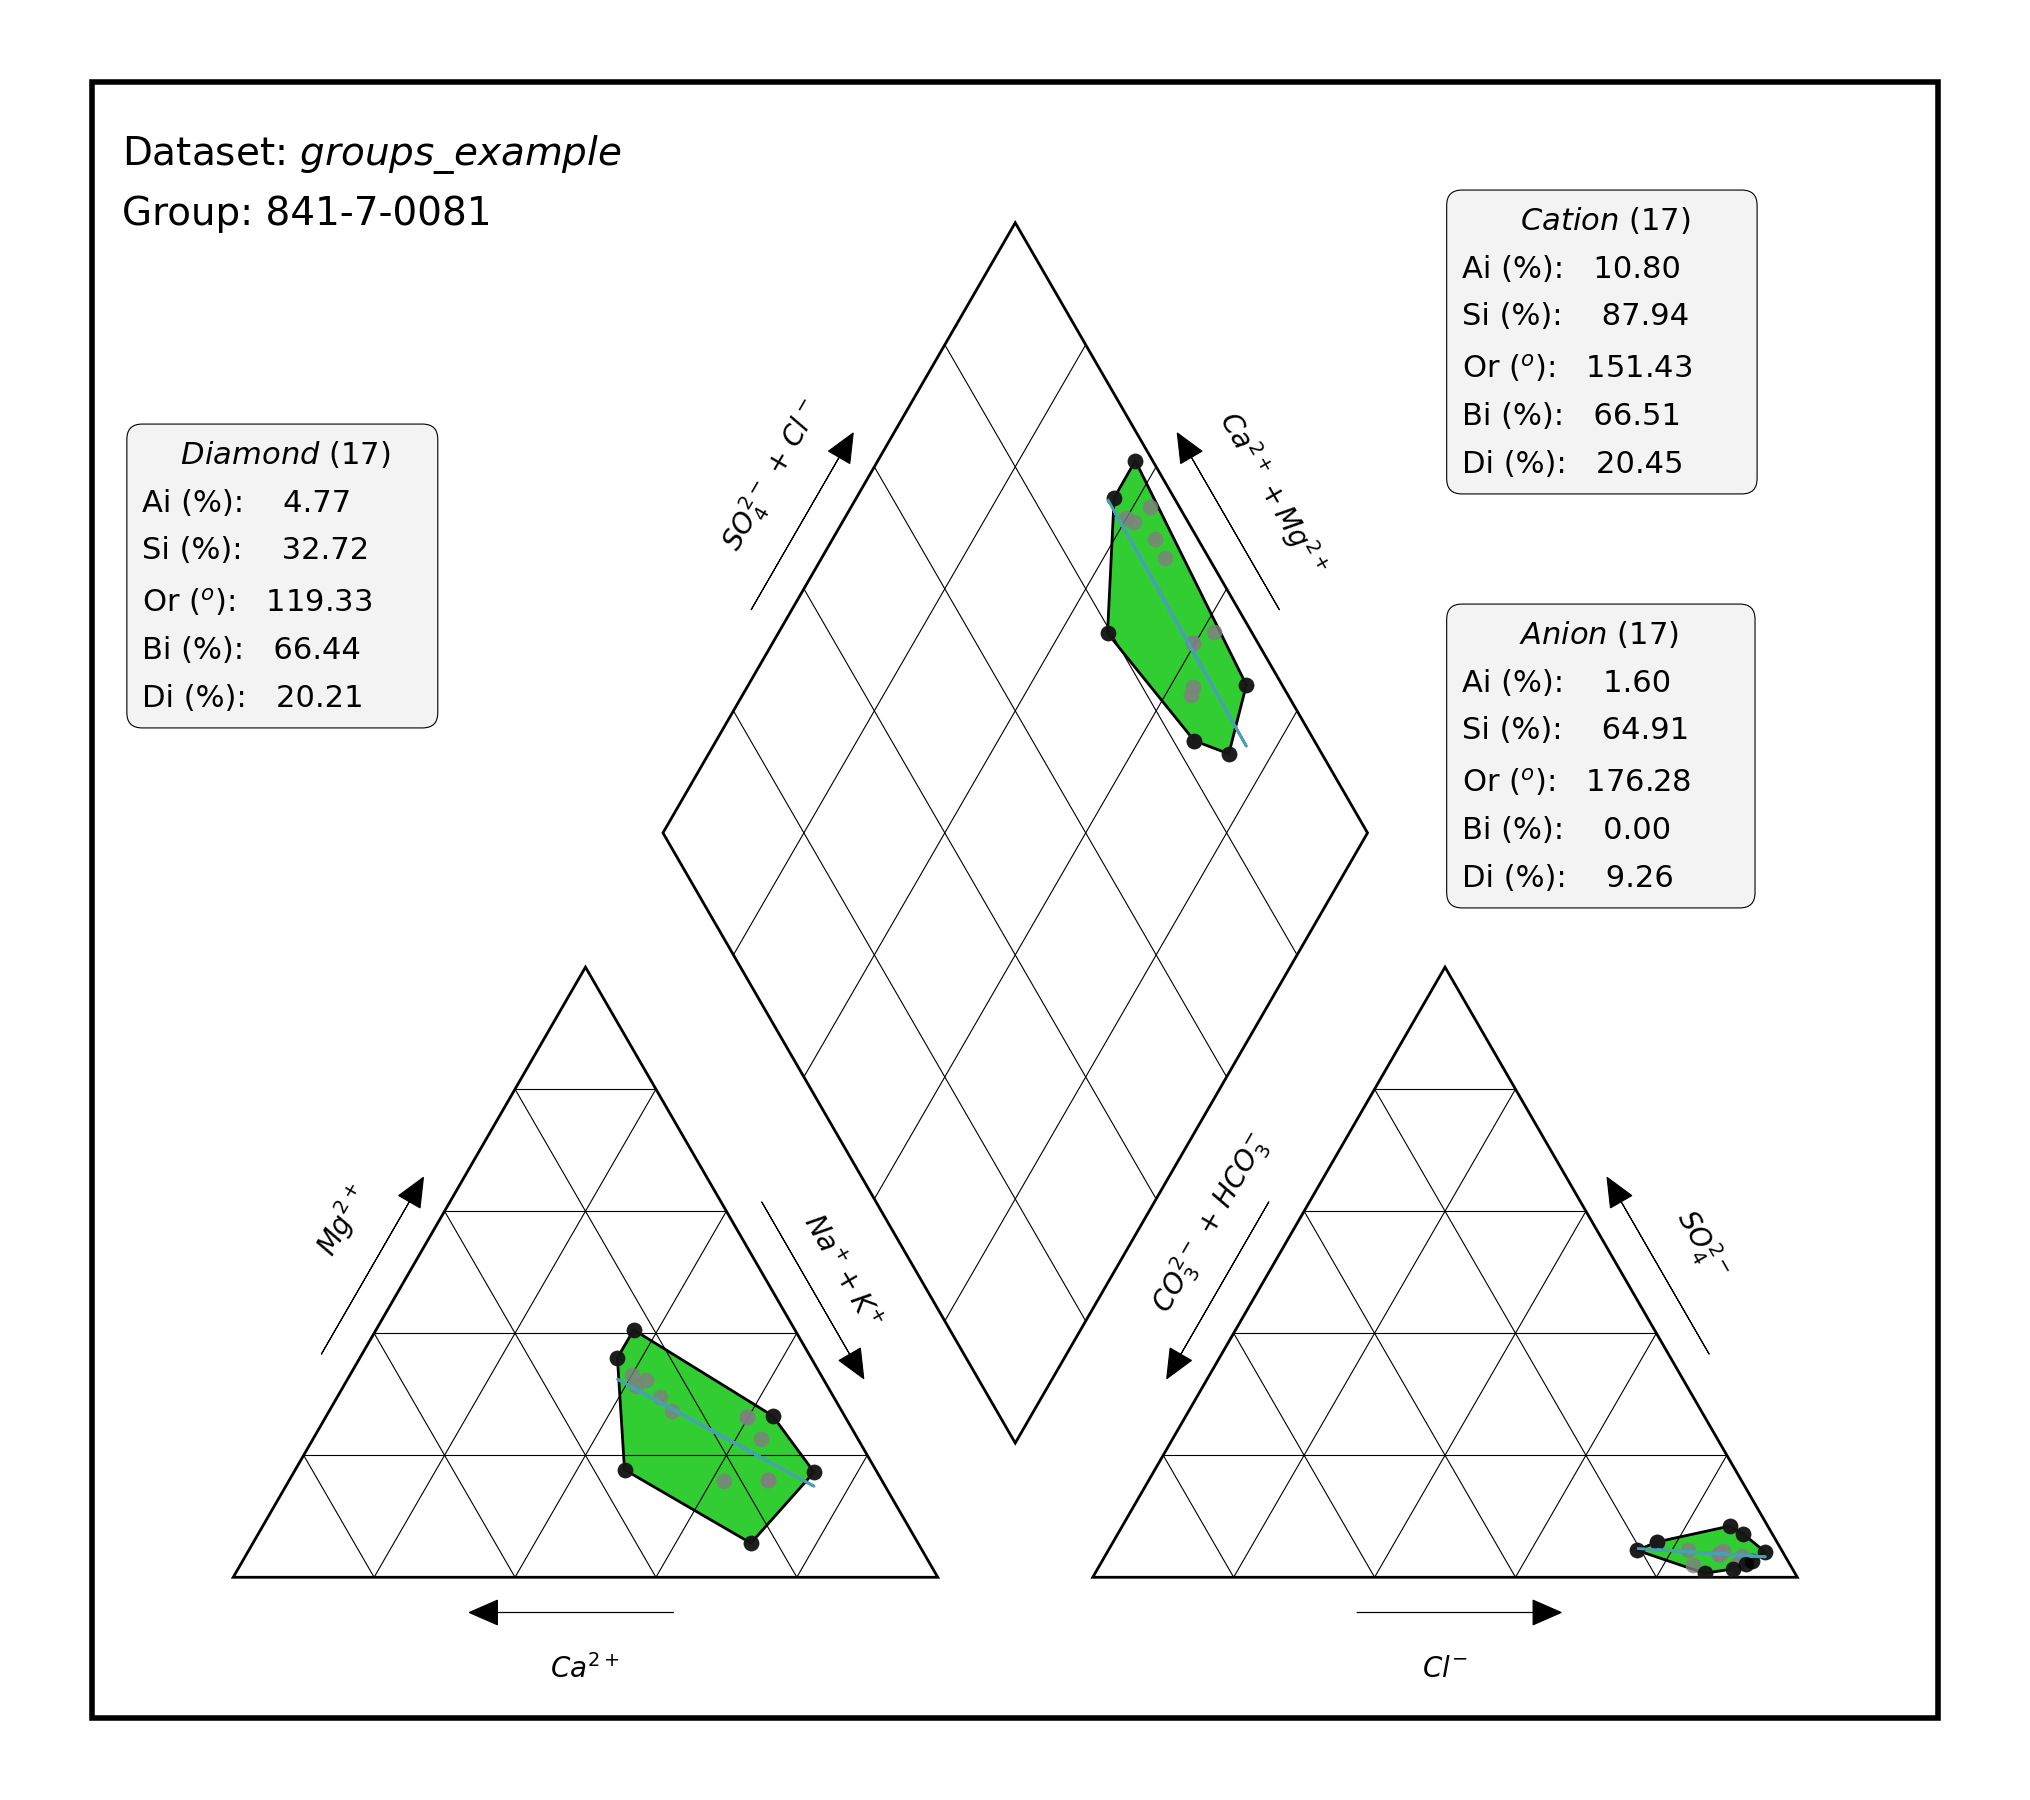 Dataset: groups_example
Group: 841-7-0081
Diamond (17)
Ai (%): 4.77
Si (%): 32.72
Or (°): 119.33
Bi (%): 66.44
Di (%): 20.21
Cation (17)
Ai (%): 10.80
Si (%): 87.94
Or (°): 151.43
Bi (%): 66.51
Di (%): 20.45
Anion (17)
Ai (%): 1.60
Si (%): 64.91
Or (°): 176.28
Bi (%): 0.00
Di (%): 9.26
SO₄²⁻ + Cl⁻
Ca²⁺ + Mg²⁺
Mg²⁺
Na⁺ + K⁺
CO₃²⁻ + HCO₃⁻
SO₄²⁻
Ca²⁺
Cl⁻